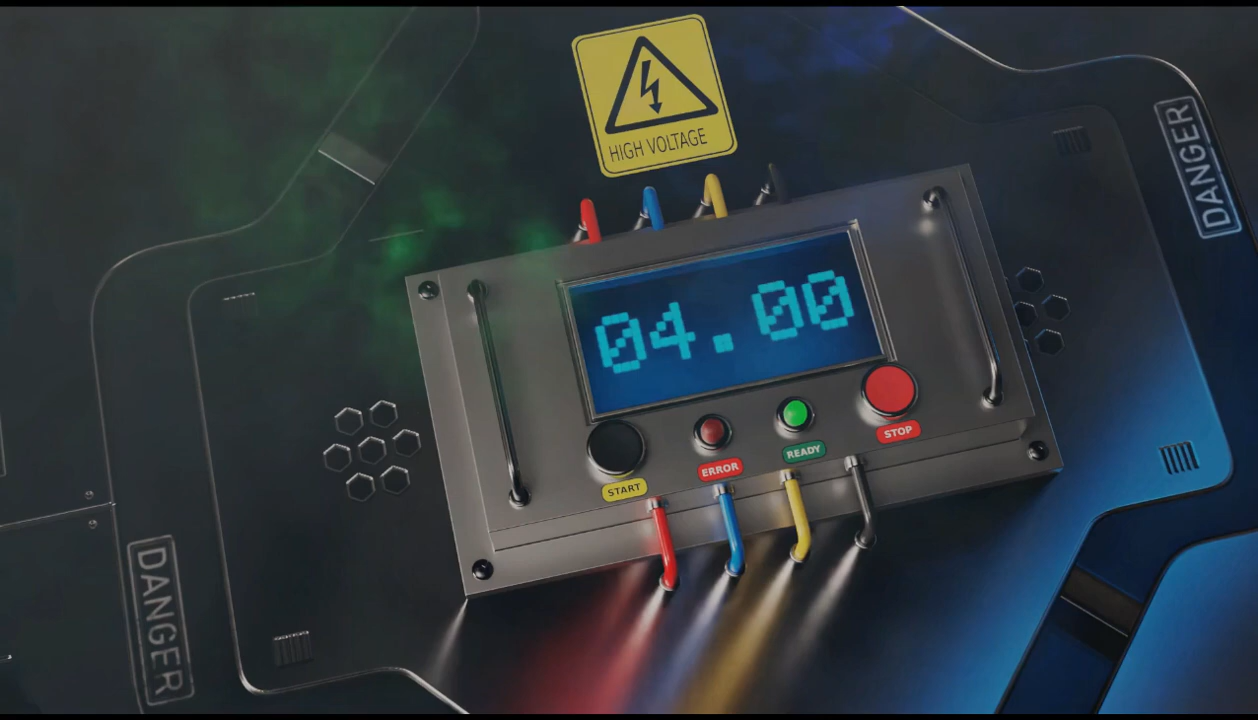 HIGH VOLTAGE
DANGER
04.00
START
ERROR
READY
STOP
DANGER